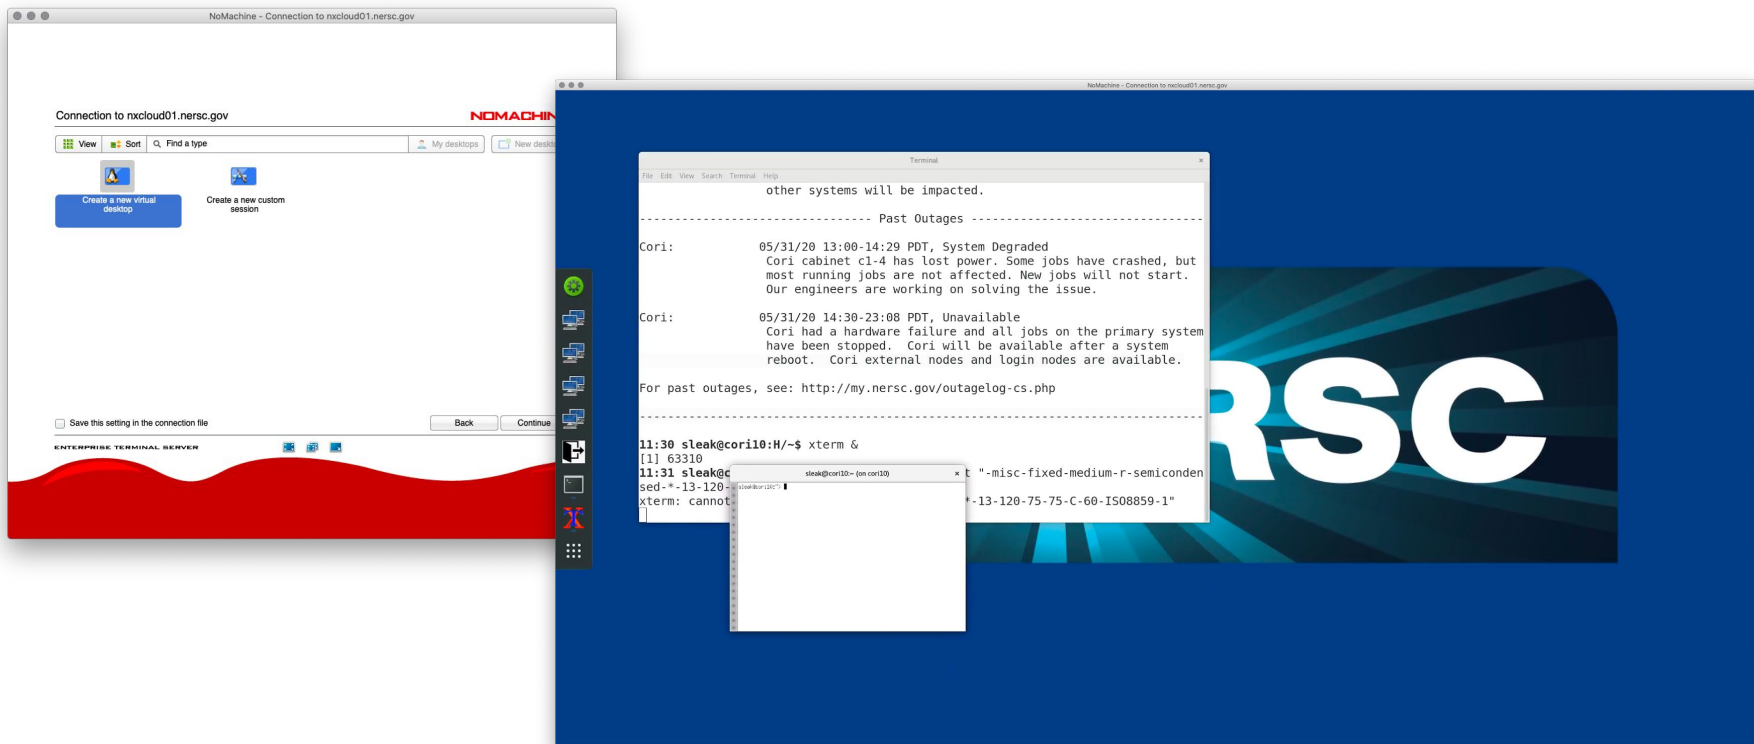 NoMachine - Connection to nxcloud01.nersc.gov
Connection to nxcloud01.nersc.gov
View
Sort
Find a type
My desktops
Create a new virtual
desktop
Create a new custom
session
Save this setting in the connection file
Back
Continue
ENTERPRISE TERMINAL SERVER
NoMachine - Connection to nxcloud01.nersc.gov
Terminal
File Edit View Search Terminal Help
other systems will be impacted.
------------------------------- Past Outages --------------------------------
Cori: 05/31/20 13:00-14:29 PDT, System Degraded
Cori cabinet c1-4 has lost power. Some jobs have crashed, but
most running jobs are not affected. New jobs will not start.
Our engineers are working on solving the issue.
Cori: 05/31/20 14:30-23:08 PDT, Unavailable
Cori had a hardware failure and all jobs on the primary system
have been stopped. Cori will be available after a system
reboot. Cori external nodes and login nodes are available.
For past outages, see: http://my.nersc.gov/outagelog-cs.php
--------------------------------------------------------------------------------
11:30 sleak@cori10:H/~$ xterm &
[1] 63310
11:31 sleak@c t "-misc-fixed-medium-r-semiconden
sed-*-13-120-
xterm: cannot *-13-120-75-75-C-60-ISO8859-1"
sleak@cori10:~ (on cori10)
RSC